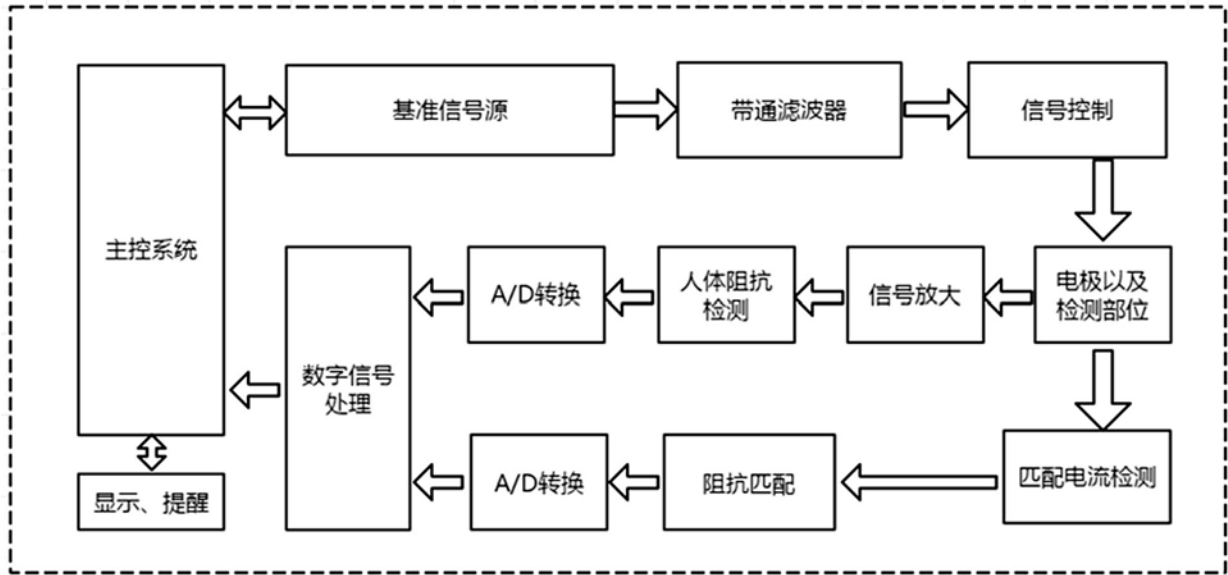 基准信号源
带通滤波器
信号控制
主控系统
A/D转换
人体阻抗
检测
信号放大
电极以及
检测部位
数字信号
处理
A/D转换
阻抗匹配
匹配电流检测
显示、提醒